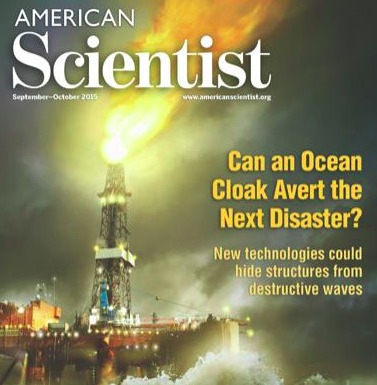 AMERICAN
Scientist
September–October 2015 www.americanscientist.org
Can an Ocean
Cloak Avert the
Next Disaster?
New technologies could
hide structures from
destructive waves